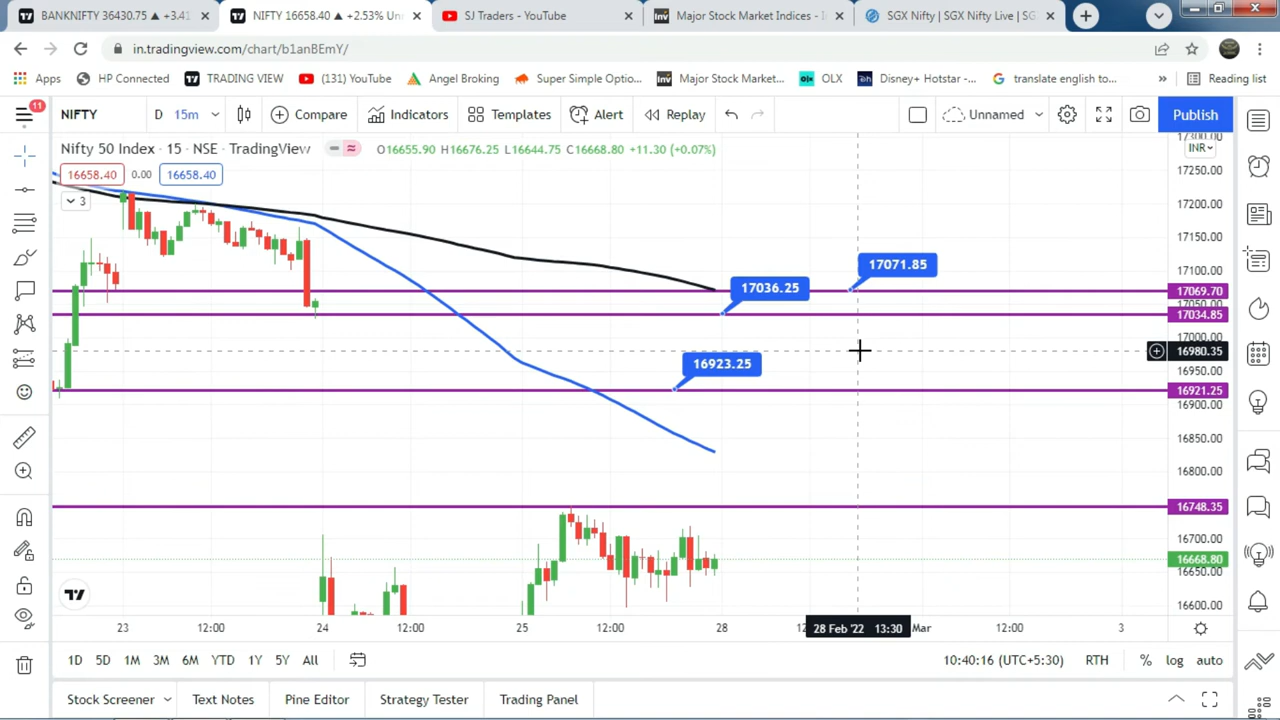 BANKNIFTY 36430.75 ▲ +3.41
NIFTY 16658.40 ▲ +2.53% Un
SJ Traders - YouTube
Major Stock Market Indices - I
SGX Nifty | SGX Nifty Live | SG
in.tradingview.com/chart/b1anBEmY/
Apps
HP Connected
TRADING VIEW
(131) YouTube
Angel Broking
Super Simple Optio...
Major Stock Market...
OLX
Disney+ Hotstar -...
translate english to...
»
Reading list
11
NIFTY
D
15m
Compare
Indicators
Templates
Alert
Replay
Unnamed
Publish
Nifty 50 Index · 15 · NSE · TradingView
O16655.90 H16676.25 L16644.75 C16668.80 +11.30 (+0.07%)
17300.00
INR
16658.40
0.00
16658.40
17250.00
3
17200.00
17150.00
17100.00
17071.85
17036.25
17069.70
17050.00
17034.85
17000.00
16980.35
16923.25
16950.00
16921.25
16900.00
16850.00
16800.00
16748.35
16700.00
16668.80
16650.00
16600.00
23
12:00
24
12:00
25
12:00
28
28 Feb '22 13:30
Mar
12:00
3
1D
5D
1M
3M
6M
YTD
1Y
5Y
All
10:40:16 (UTC+5:30)
RTH
%
log
auto
Stock Screener
Text Notes
Pine Editor
Strategy Tester
Trading Panel